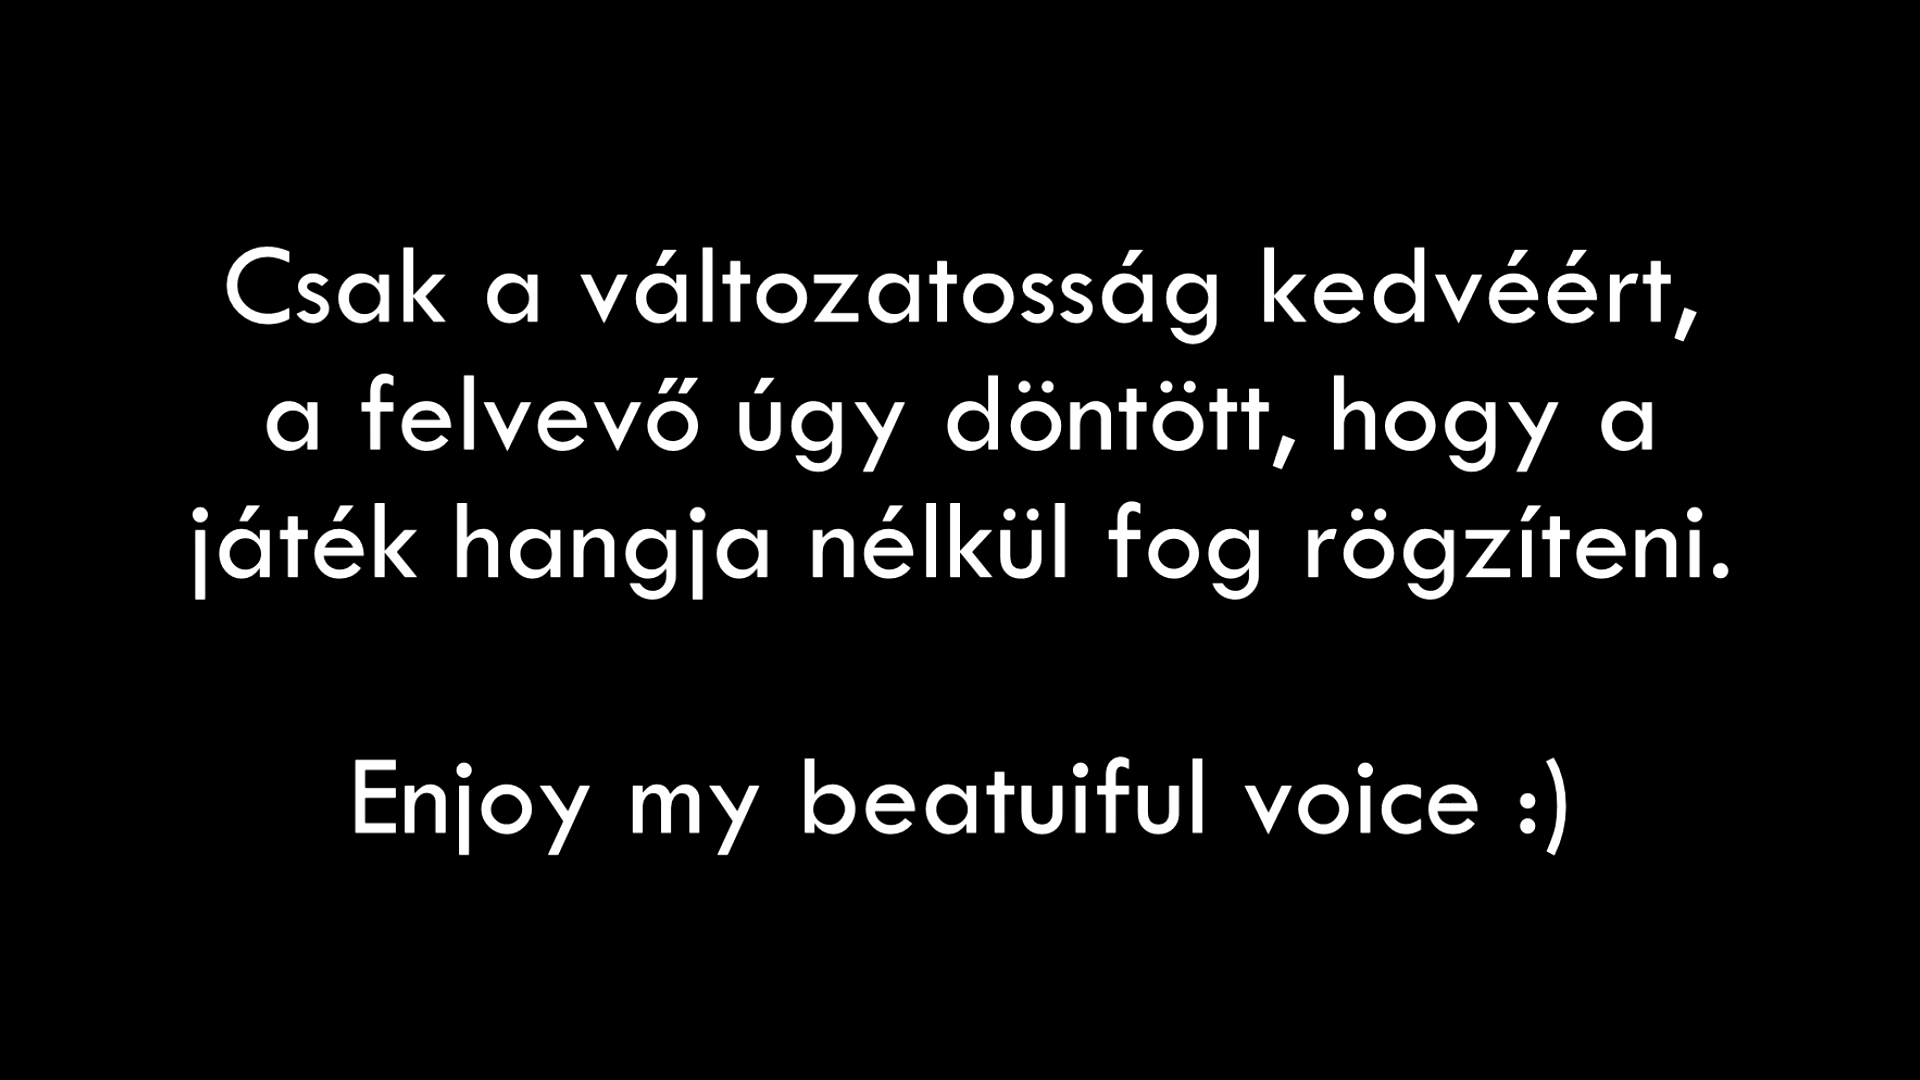 Csak a változatosság kedvéért,
a felvevő úgy döntött, hogy a
játék hangja nélkül fog rögzíteni.
Enjoy my beatuiful voice :)